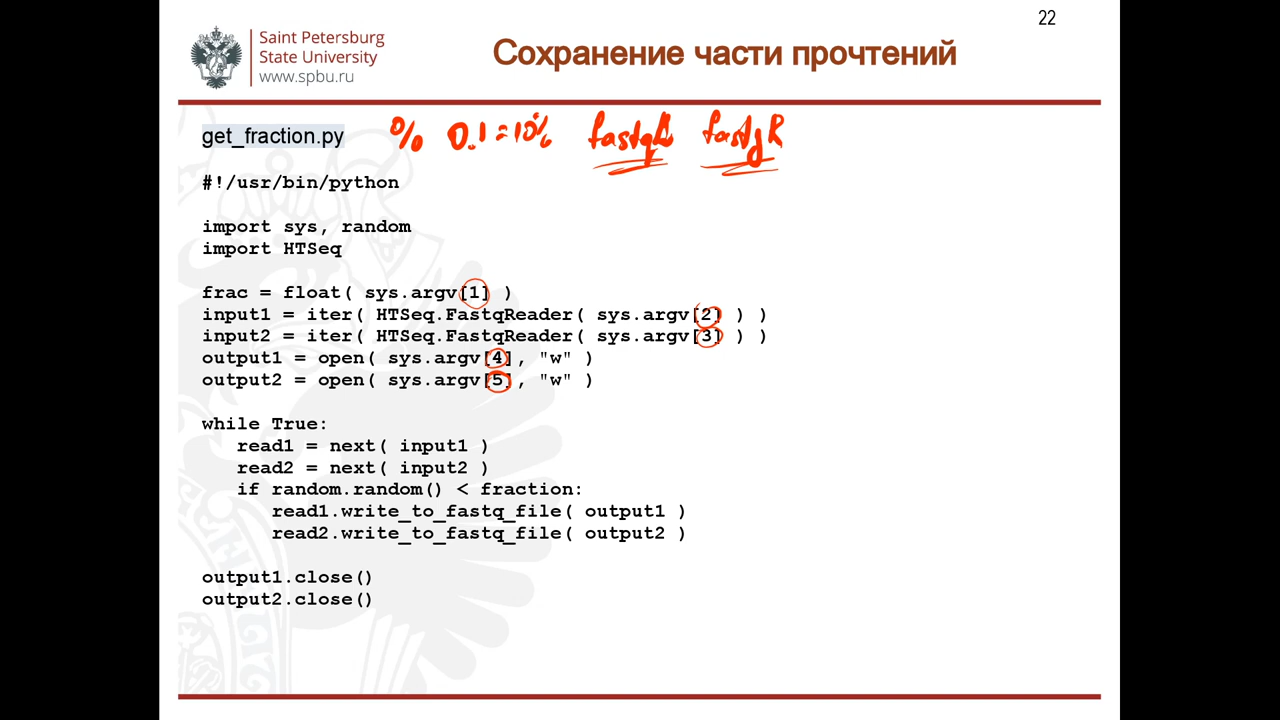 22
Saint Petersburg
State University
www.spbu.ru
Сохранение части прочтений
get_fraction.py % 0.1=10% fastqL fastqR
#!/usr/bin/python
import sys, random
import HTSeq
frac = float( sys.argv[1] )
input1 = iter( HTSeq.FastqReader( sys.argv[2] ) )
input2 = iter( HTSeq.FastqReader( sys.argv[3] ) )
output1 = open( sys.argv[4], "w" )
output2 = open( sys.argv[5], "w" )
while True:
read1 = next( input1 )
read2 = next( input2 )
if random.random() < fraction:
read1.write_to_fastq_file( output1 )
read2.write_to_fastq_file( output2 )
output1.close()
output2.close()